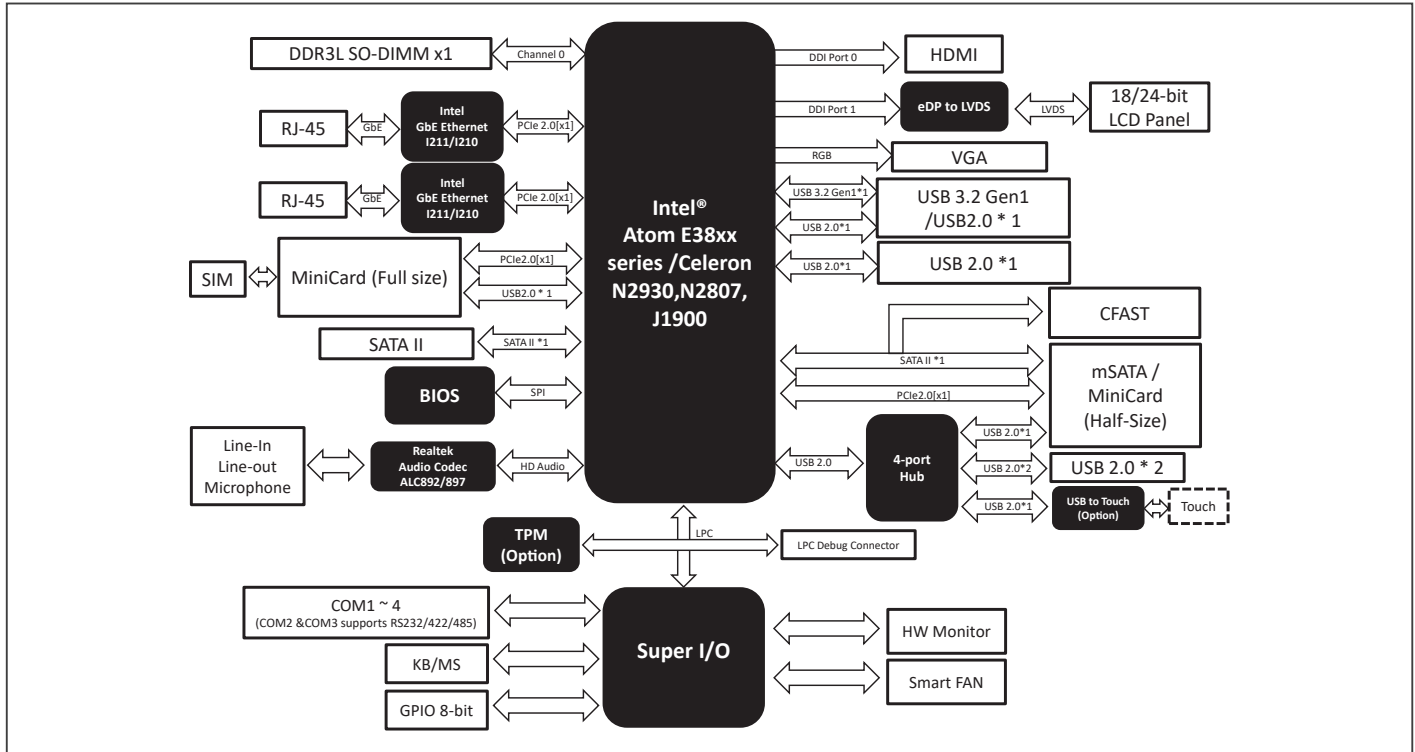 DDR3L SO-DIMM x1
Channel 0
DDI Port 0
HDMI
RJ-45
GbE
Intel
GbE Ethernet
I211/I210
PCIe 2.0[x1]
DDI Port 1
eDP to LVDS
LVDS
18/24-bit
LCD Panel
RGB
VGA
RJ-45
GbE
Intel
GbE Ethernet
I211/I210
PCIe 2.0[x1]
Intel®
Atom E38xx
series /Celeron
N2930,N2807,
J1900
USB 3.2 Gen1*1
USB 2.0*1
USB 3.2 Gen1
/USB2.0 * 1
USB 2.0*1
USB 2.0 *1
SIM
MiniCard (Full size)
PCIe2.0[x1]
USB2.0 * 1
CFAST
SATA II
SATA II *1
SATA II *1
PCIe2.0[x1]
mSATA /
MiniCard
(Half-Size)
BIOS
SPI
Line-In
Line-out
Microphone
Realtek
Audio Codec
ALC892/897
HD Audio
USB 2.0
4-port
Hub
USB 2.0*1
USB 2.0*2
USB 2.0 * 2
USB 2.0*1
USB to Touch
(Option)
Touch
TPM
(Option)
LPC
LPC Debug Connector
COM1 ~ 4
(COM2 &COM3 supports RS232/422/485)
KB/MS
GPIO 8-bit
Super I/O
HW Monitor
Smart FAN